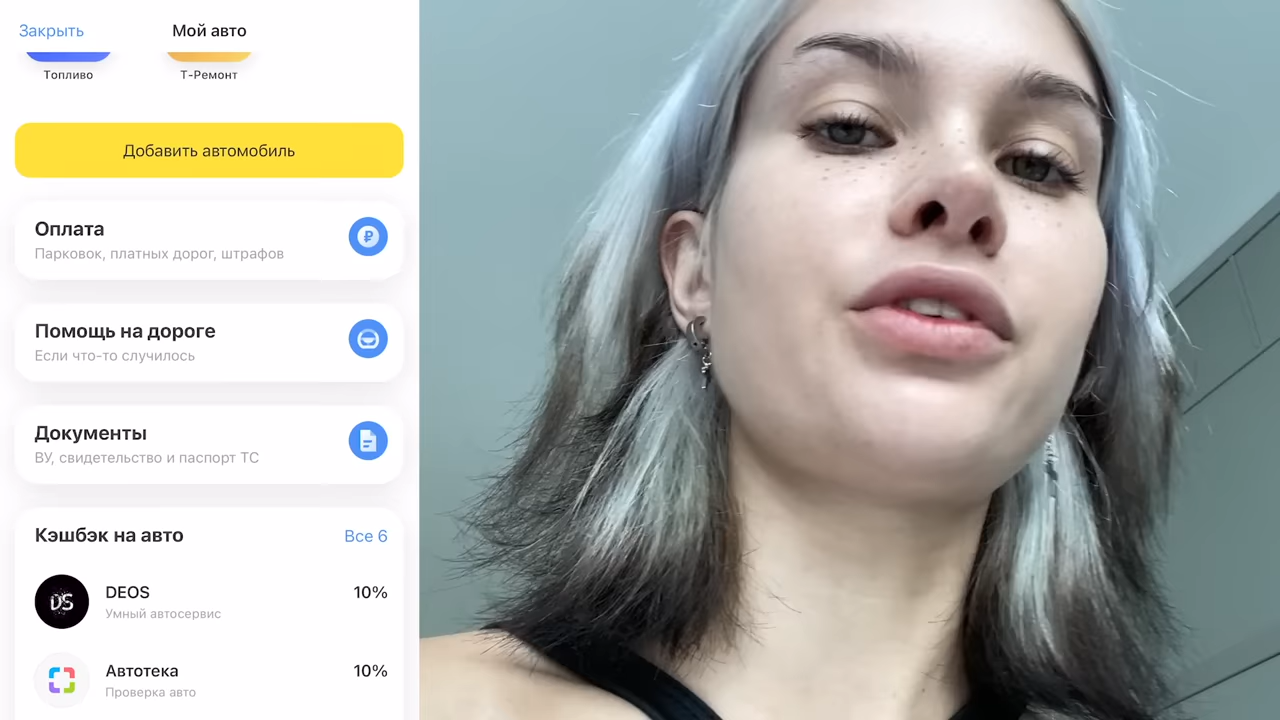 Закрыть
Мой авто
Топливо
Т-Ремонт
Добавить автомобиль
Оплата
Парковок, платных дорог, штрафов
Помощь на дороге
Если что-то случилось
Документы
ВУ, свидетельство и паспорт ТС
Кэшбэк на авто
Все 6
DS
DEOS
10%
Умный автосервис
Автотека
10%
Проверка авто